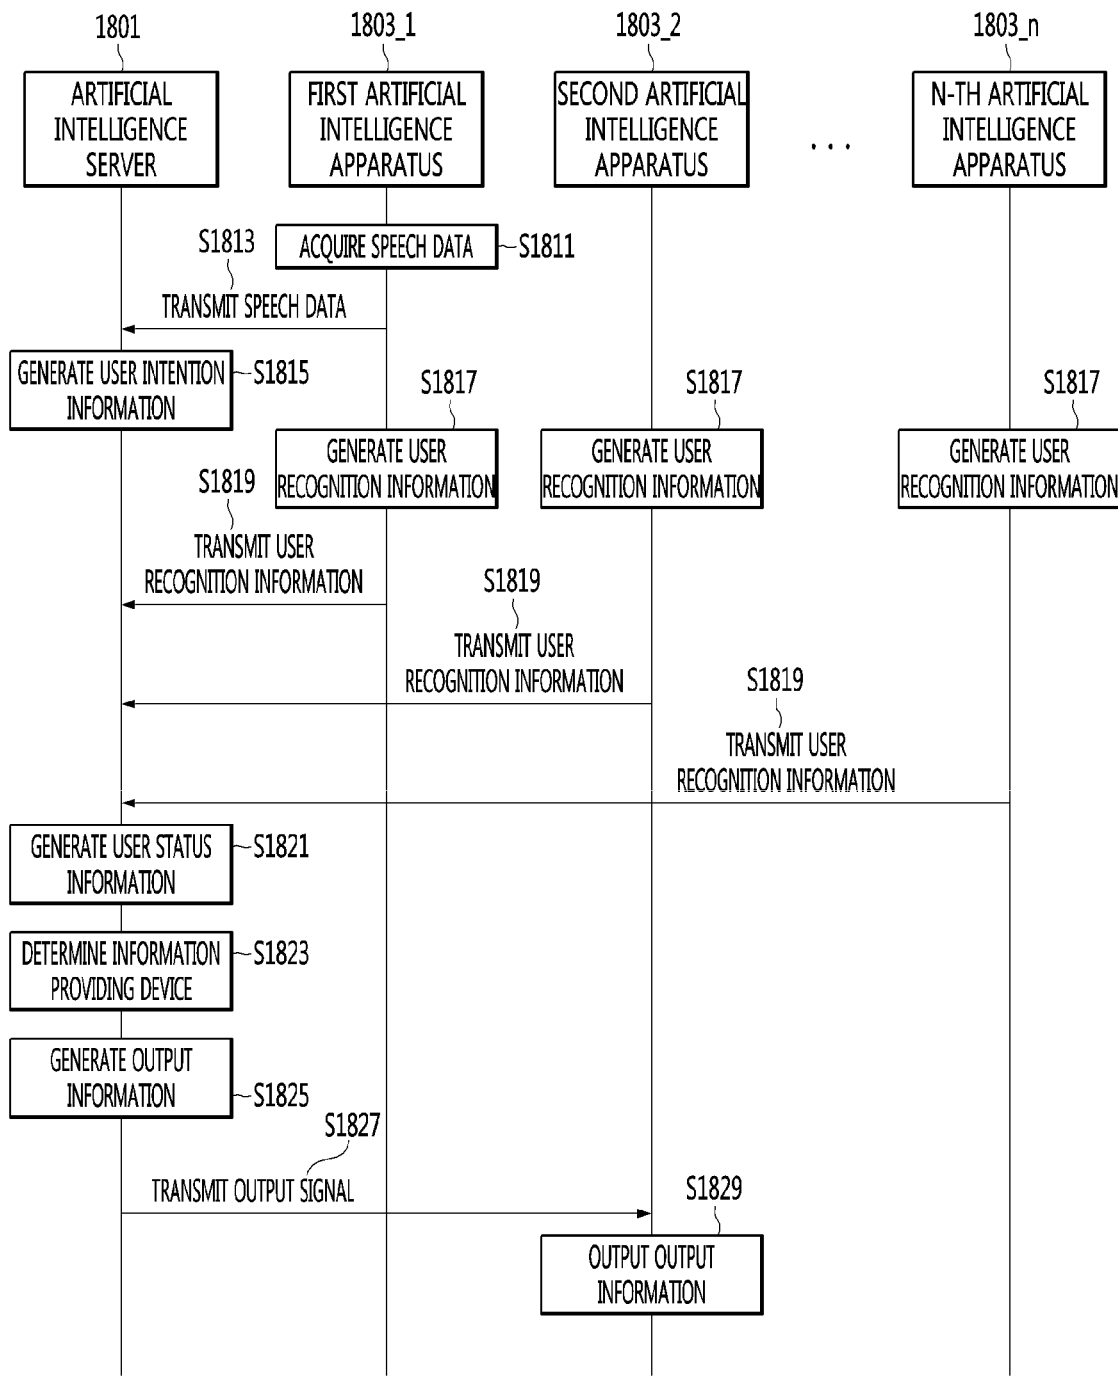 1801
1803_1
1803_2
1803_n
ARTIFICIAL
INTELLIGENCE
SERVER
FIRST ARTIFICIAL
INTELLIGENCE
APPARATUS
SECOND ARTIFICIAL
INTELLIGENCE
APPARATUS
. . .
N-TH ARTIFICIAL
INTELLIGENCE
APPARATUS
ACQUIRE SPEECH DATA
S1811
S1813
TRANSMIT SPEECH DATA
GENERATE USER INTENTION
INFORMATION
S1815
S1817
S1817
S1817
GENERATE USER
RECOGNITION INFORMATION
GENERATE USER
RECOGNITION INFORMATION
GENERATE USER
RECOGNITION INFORMATION
S1819
TRANSMIT USER
RECOGNITION INFORMATION
S1819
TRANSMIT USER
RECOGNITION INFORMATION
S1819
TRANSMIT USER
RECOGNITION INFORMATION
GENERATE USER STATUS
INFORMATION
S1821
DETERMINE INFORMATION
PROVIDING DEVICE
S1823
GENERATE OUTPUT
INFORMATION
S1825
S1827
TRANSMIT OUTPUT SIGNAL
S1829
OUTPUT OUTPUT
INFORMATION